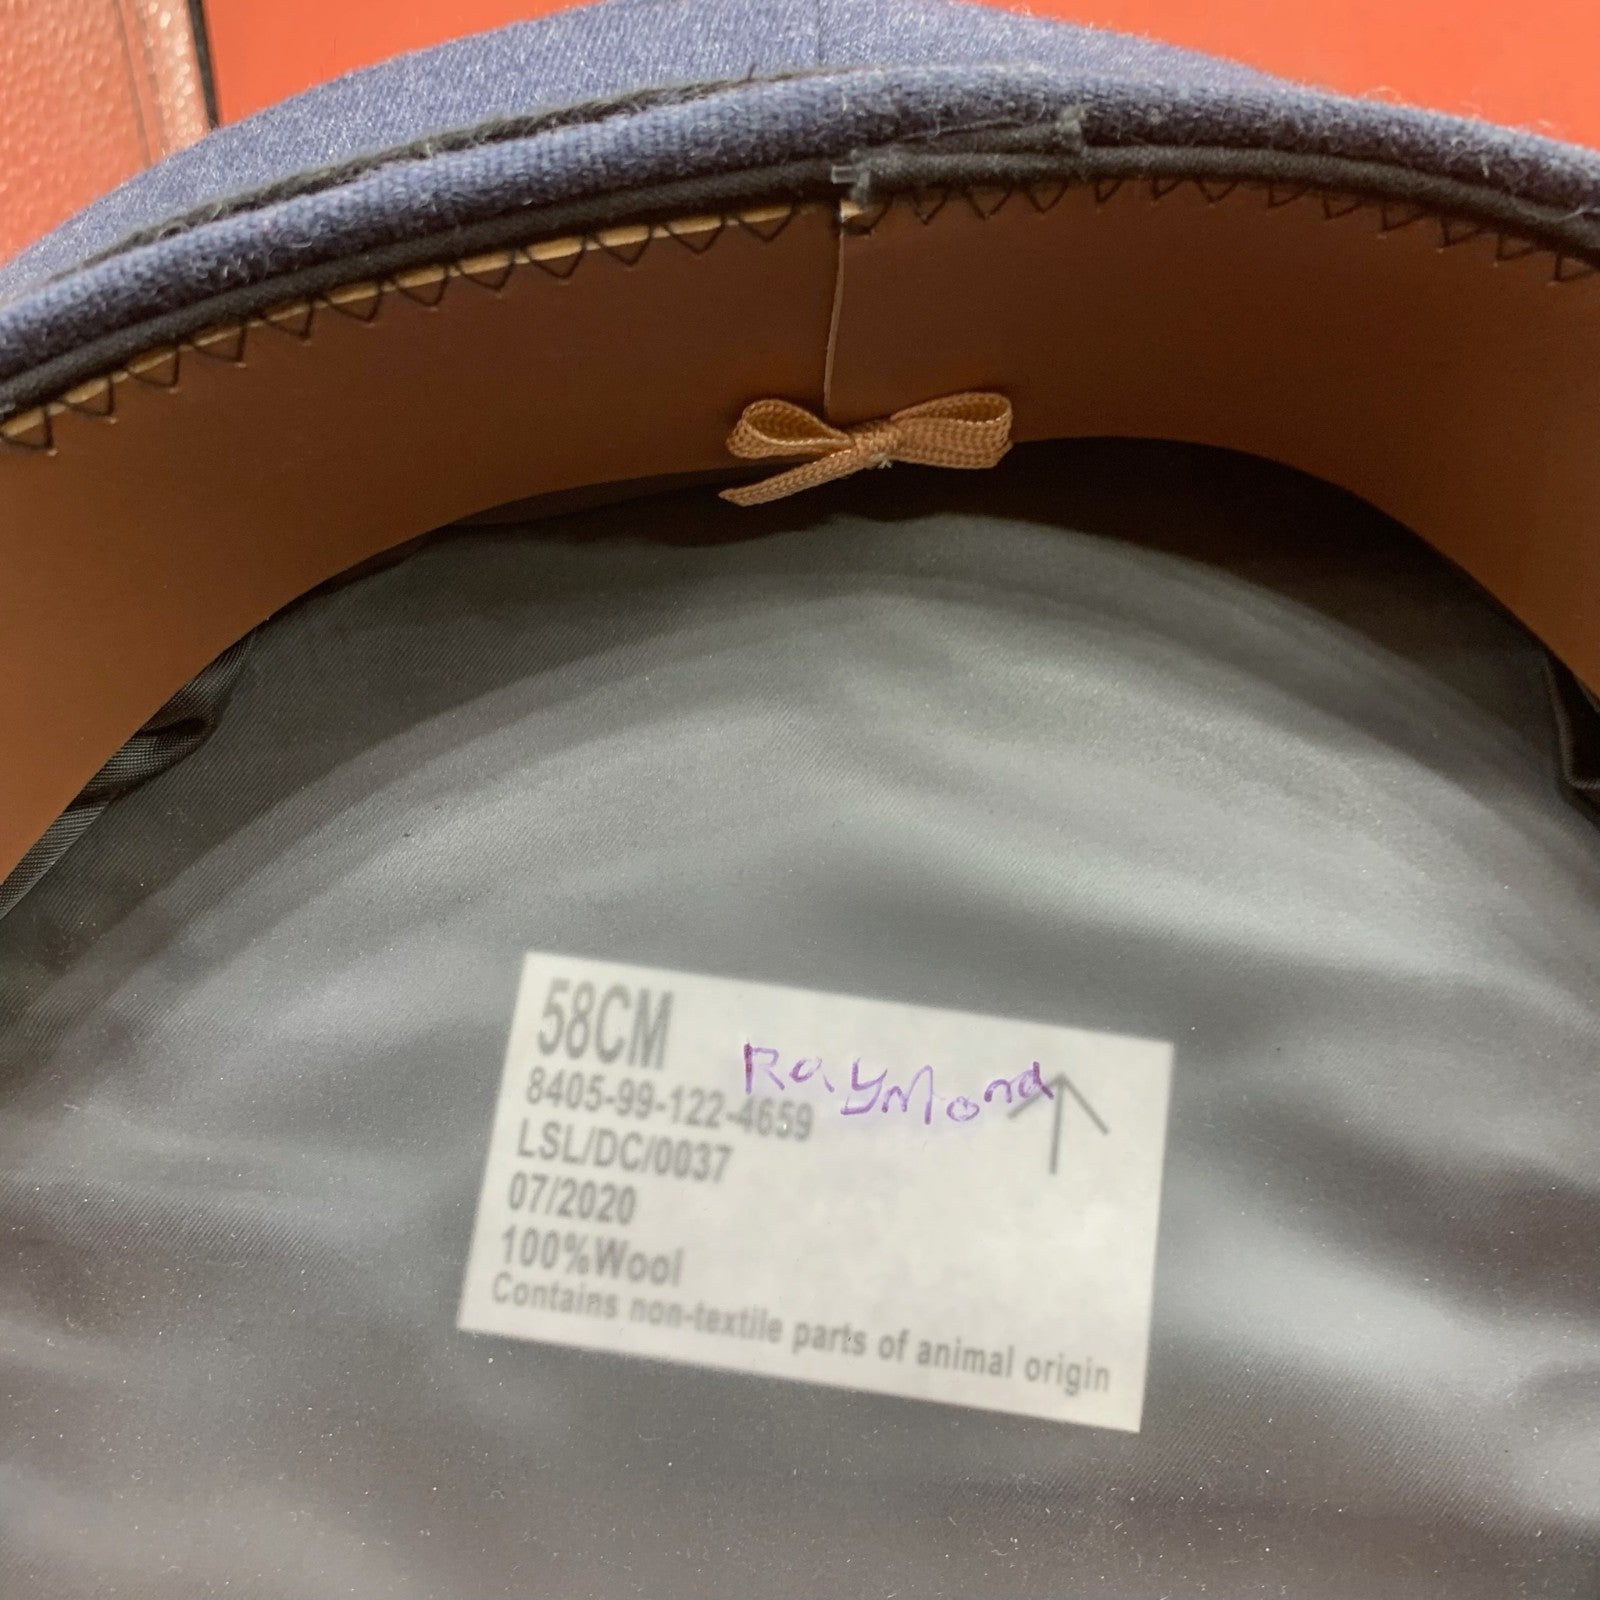 58CM
Raymond
8405-99-122-4659
LSL/DC/0037
07/2020
100%Wool
Contains non-textile parts of animal origin